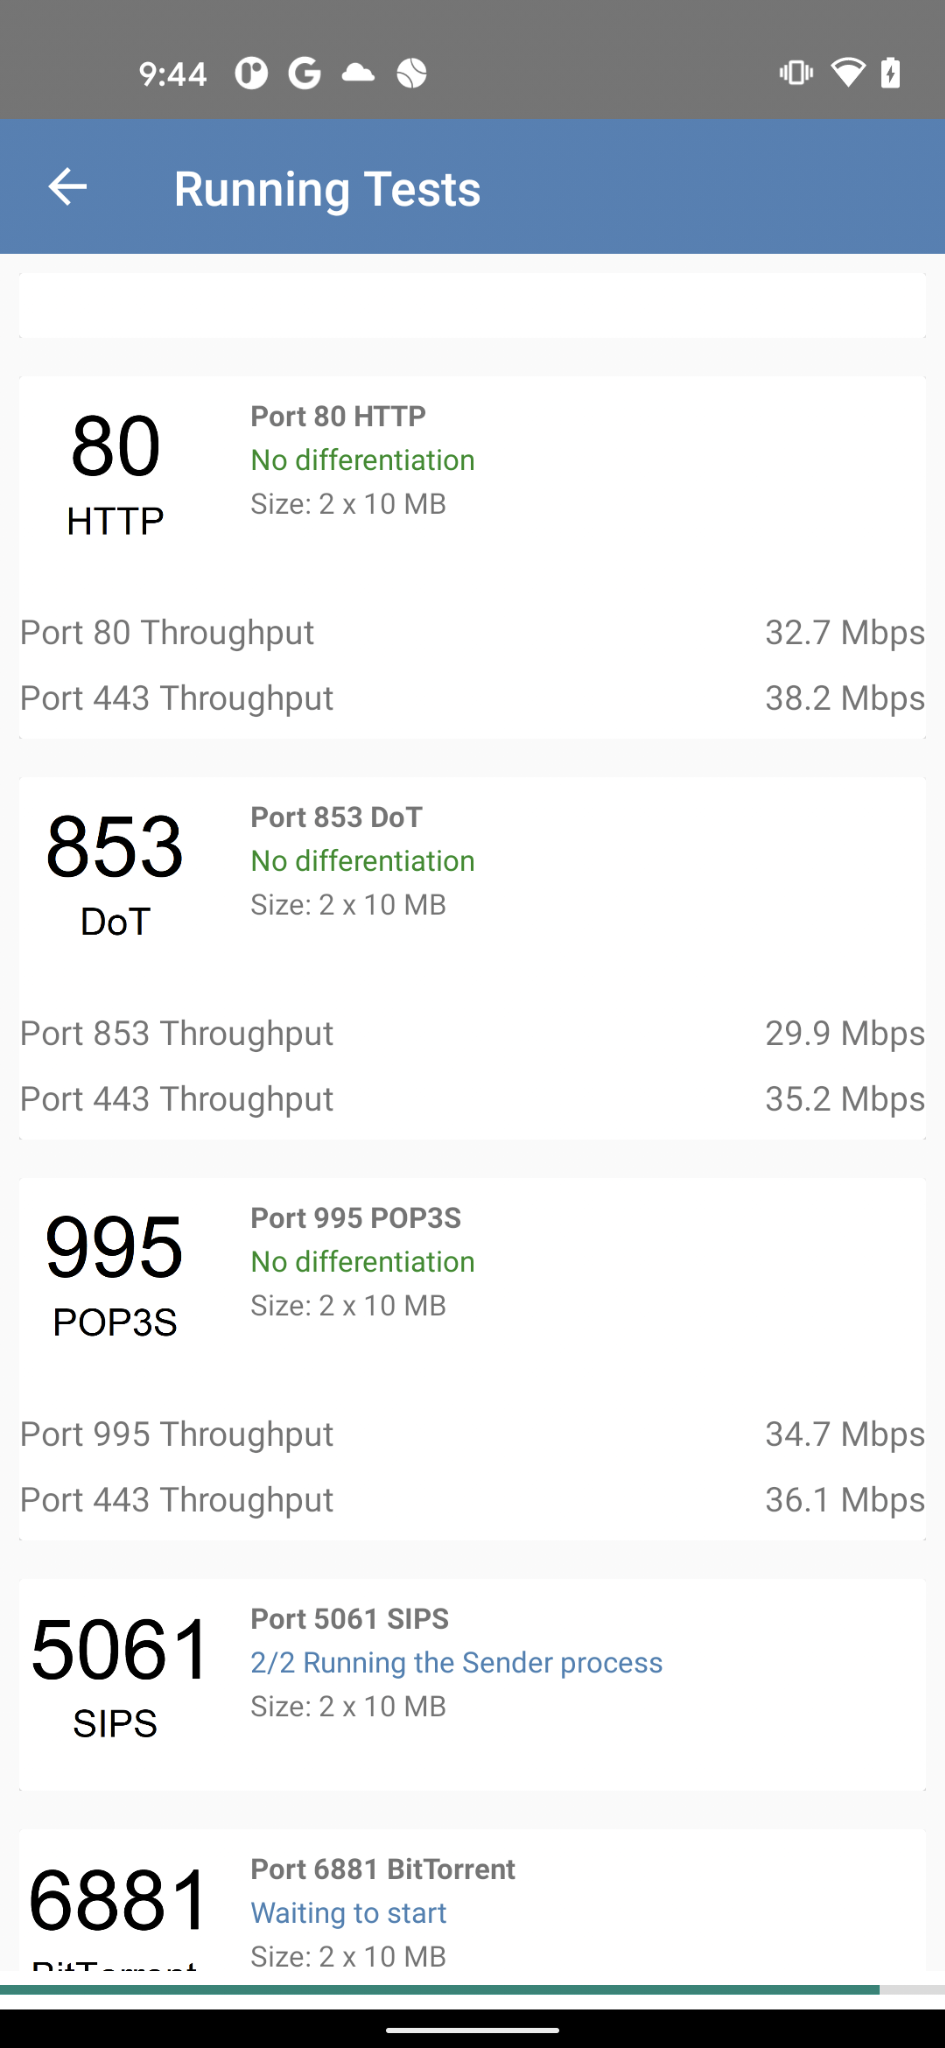 9:44
Running Tests
80
HTTP
Port 80 HTTP
No differentiation
Size: 2 x 10 MB
Port 80 Throughput 32.7 Mbps
Port 443 Throughput 38.2 Mbps
853
DoT
Port 853 DoT
No differentiation
Size: 2 x 10 MB
Port 853 Throughput 29.9 Mbps
Port 443 Throughput 35.2 Mbps
995
POP3S
Port 995 POP3S
No differentiation
Size: 2 x 10 MB
Port 995 Throughput 34.7 Mbps
Port 443 Throughput 36.1 Mbps
5061
SIPS
Port 5061 SIPS
2/2 Running the Sender process
Size: 2 x 10 MB
6881
BitTorrent
Port 6881 BitTorrent
Waiting to start
Size: 2 x 10 MB